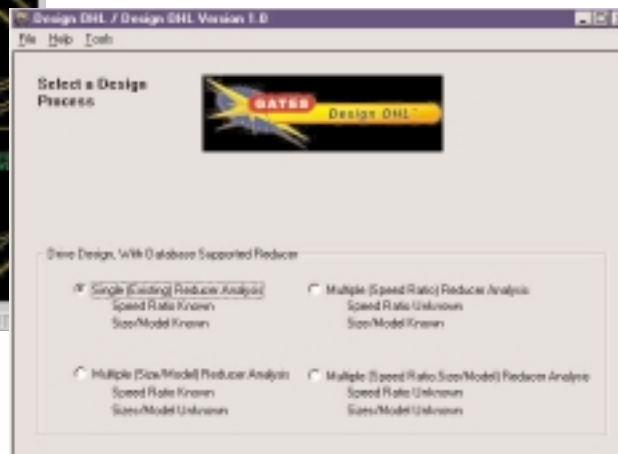 Design OHL / Design OHL Version 1.0
File Help Tools
Select a Design
Process
GATES
Design OHL
Drive Design, With Database Supported Reducer
Single (Existing) Reducer Analysis
Speed Ratio Known
Size/Model Known
Multiple (Speed Ratio) Reducer Analysis
Speed Ratio Unknown
Size/Model Known
Multiple (Size/Model) Reducer Analysis
Speed Ratio Known
Sizes/Model Unknown
Multiple (Speed Ratio,Size/Model) Reducer Analysis
Speed Ratio Unknown
Sizes/Model Unknown